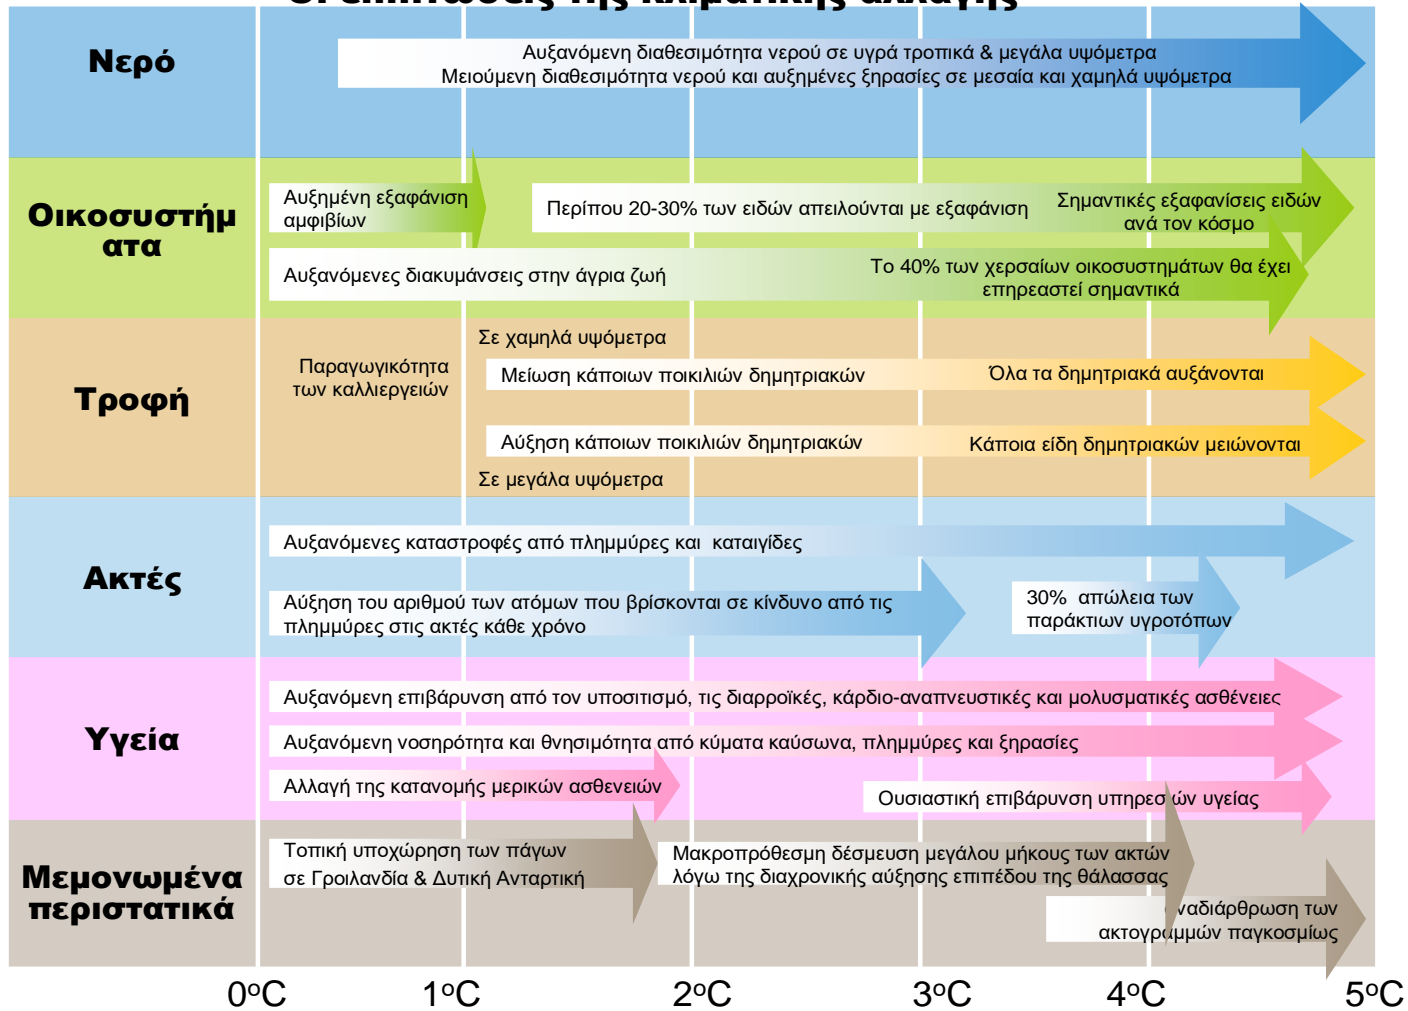 Οι επιπτώσεις της κλιματικής αλλαγής
Νερό
Αυξανόμενη διαθεσιμότητα νερού σε υγρά τροπικά & μεγάλα υψόμετρα
Μειούμενη διαθεσιμότητα νερού και αυξημένες ξηρασίες σε μεσαία και χαμηλά υψόμετρα
Οικοσυστήμ
ατα
Αυξημένη εξαφάνιση
αμφιβίων
Περίπου 20-30% των ειδών απειλούνται με εξαφάνιση
Σημαντικές εξαφανίσεις ειδών
ανά τον κόσμο
Αυξανόμενες διακυμάνσεις στην άγρια ζωή
Το 40% των χερσαίων οικοσυστημάτων θα έχει
επηρεαστεί σημαντικά
Τροφή
Παραγωγικότητα
των καλλιεργειών
Σε χαμηλά υψόμετρα
Μείωση κάποιων ποικιλιών δημητριακών
Όλα τα δημητριακά αυξάνονται
Αύξηση κάποιων ποικιλιών δημητριακών
Κάποια είδη δημητριακών μειώνονται
Σε μεγάλα υψόμετρα
Ακτές
Αυξανόμενες καταστροφές από πλημμύρες και καταιγίδες
Αύξηση του αριθμού των ατόμων που βρίσκονται σε κίνδυνο από τις
πλημμύρες στις ακτές κάθε χρόνο
30% απώλεια των
παράκτιων υγροτόπων
Υγεία
Αυξανόμενη επιβάρυνση από τον υποσιτισμό, τις διαρροϊκές, κάρδιο-αναπνευστικές και μολυσματικές ασθένειες
Αυξανόμενη νοσηρότητα και θνησιμότητα από κύματα καύσωνα, πλημμύρες και ξηρασίες
Αλλαγή της κατανομής μερικών ασθενειών
Ουσιαστική επιβάρυνση υπηρεσιών υγείας
Μεμονωμένα
περιστατικά
Τοπική υποχώρηση των πάγων
σε Γροιλανδία & Δυτική Ανταρτική
Μακροπρόθεσμη δέσμευση μεγάλου μήκους των ακτών
λόγω της διαχρονικής αύξησης επιπέδου της θάλασσας
ναδιάρθρωση των
ακτογραμμών παγκοσμίως
0°C 1°C 2°C 3°C 4°C 5°C